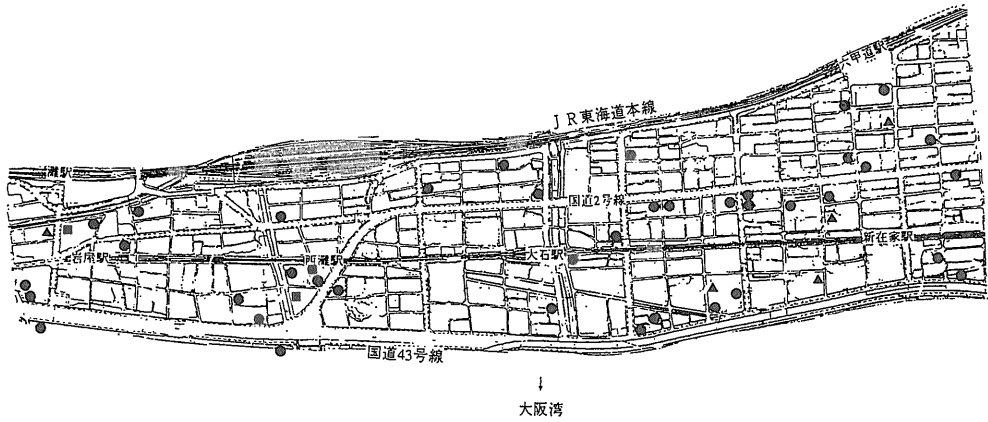 六甲道駅
JR東海道本線
灘駅
国道2号線
新在家駅
岩屋駅
西灘駅
大石駅
国道43号線
↓
大阪湾